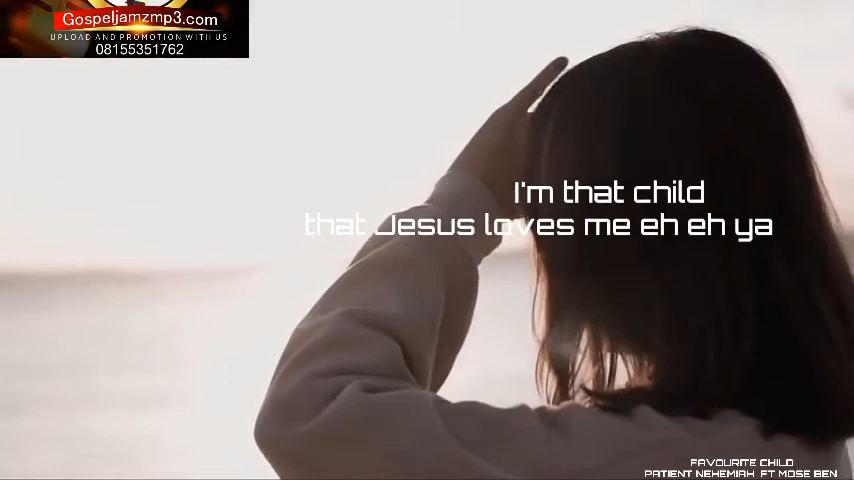 Gospeljamzmp3.com
UPLOAD AND PROMOTION WITH US
08155351762
I'm that child
that Jesus loves me eh eh ya
FAVOURITE CHILD
PATIENT NEHEMIAH FT MOSE BEN